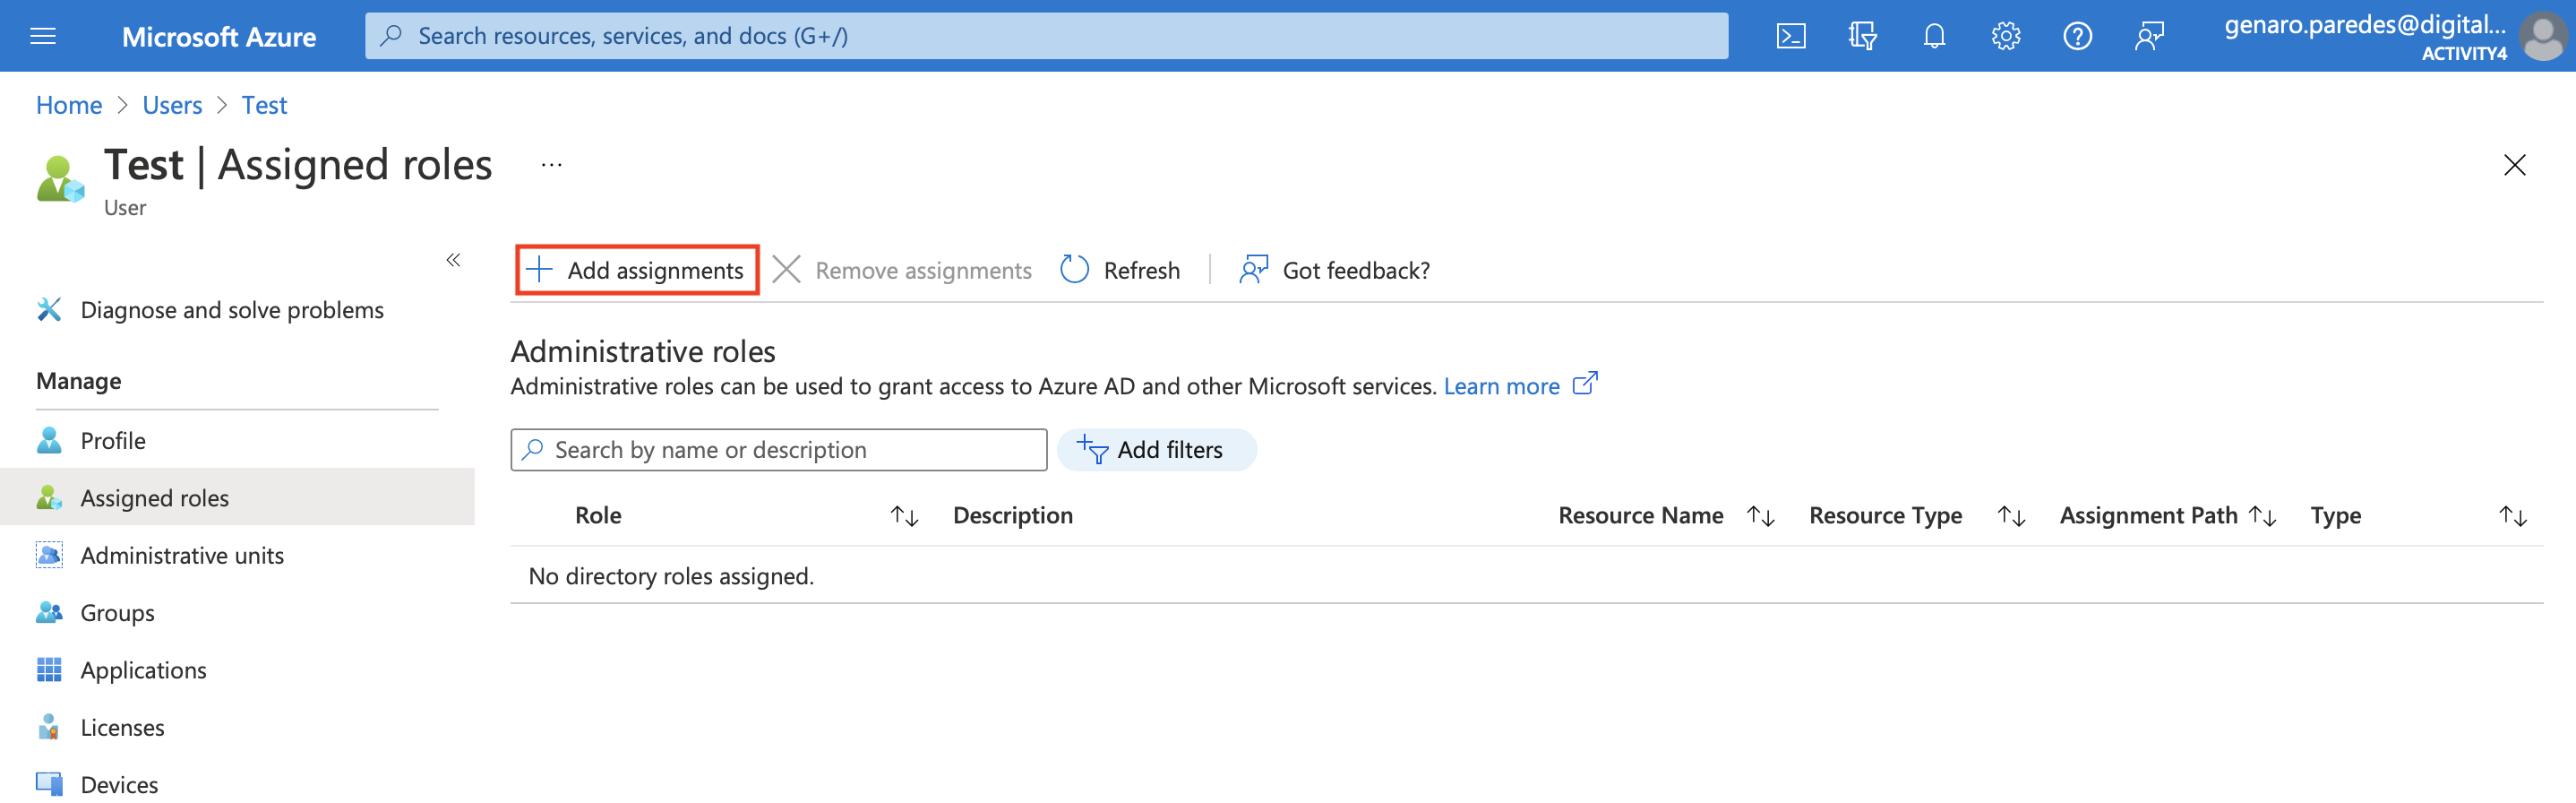 Microsoft Azure
Search resources, services, and docs (G+/)
genaro.paredes@digital...
ACTIVITY4
Home > Users > Test
Test | Assigned roles ...
User
«
Add assignments
Remove assignments
Refresh
Got feedback?
Diagnose and solve problems
Manage
Profile
Assigned roles
Administrative units
Groups
Applications
Licenses
Devices
Administrative roles
Administrative roles can be used to grant access to Azure AD and other Microsoft services. Learn more
Search by name or description
Add filters
Role Description Resource Name Resource Type Assignment Path Type
No directory roles assigned.